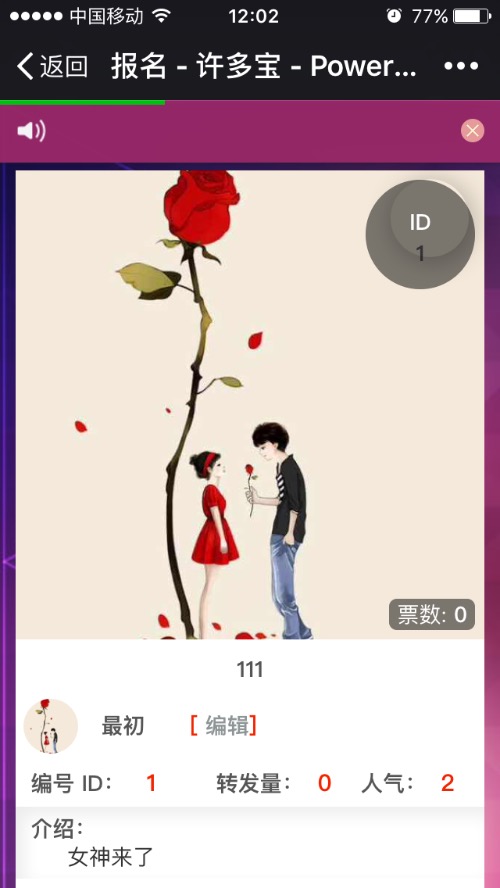 中国移动 12:02 77%
返回 报名 - 许多宝 - Power...
ID
1
票数: 0
111
最初 [ 编辑]
编号 ID： 1 转发量： 0 人气： 2
介绍：
女神来了